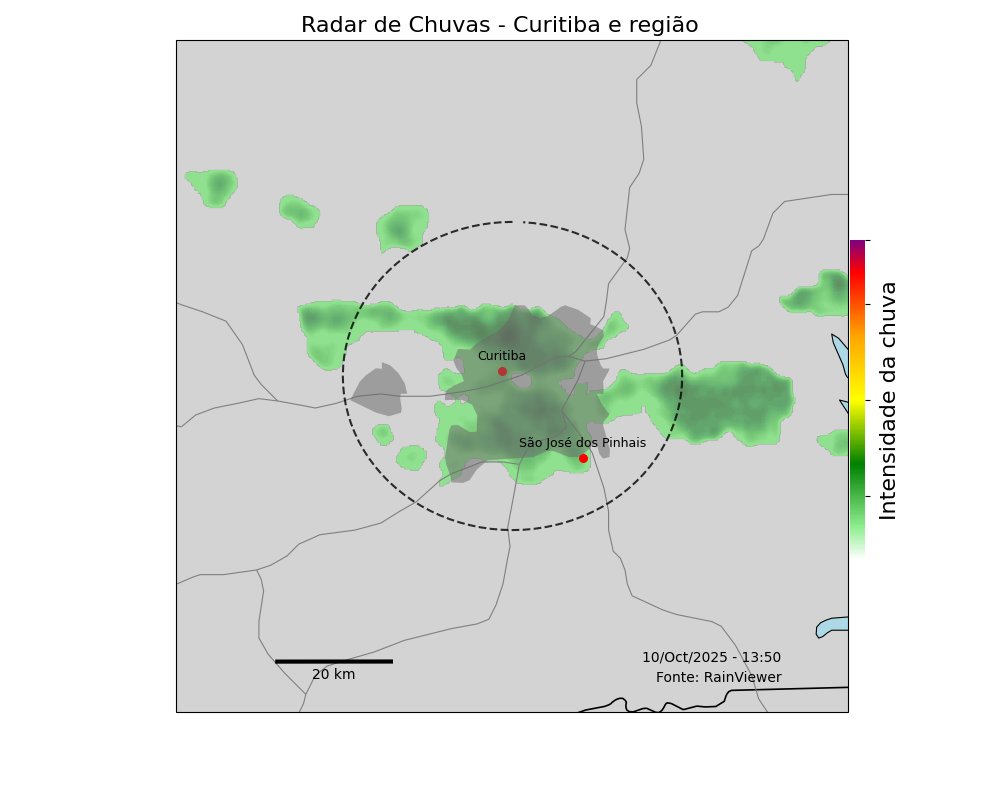 Radar de Chuvas - Curitiba e região
Curitiba
São José dos Pinhais
Intensidade da chuva
20 km
10/Oct/2025 - 13:50
Fonte: RainViewer